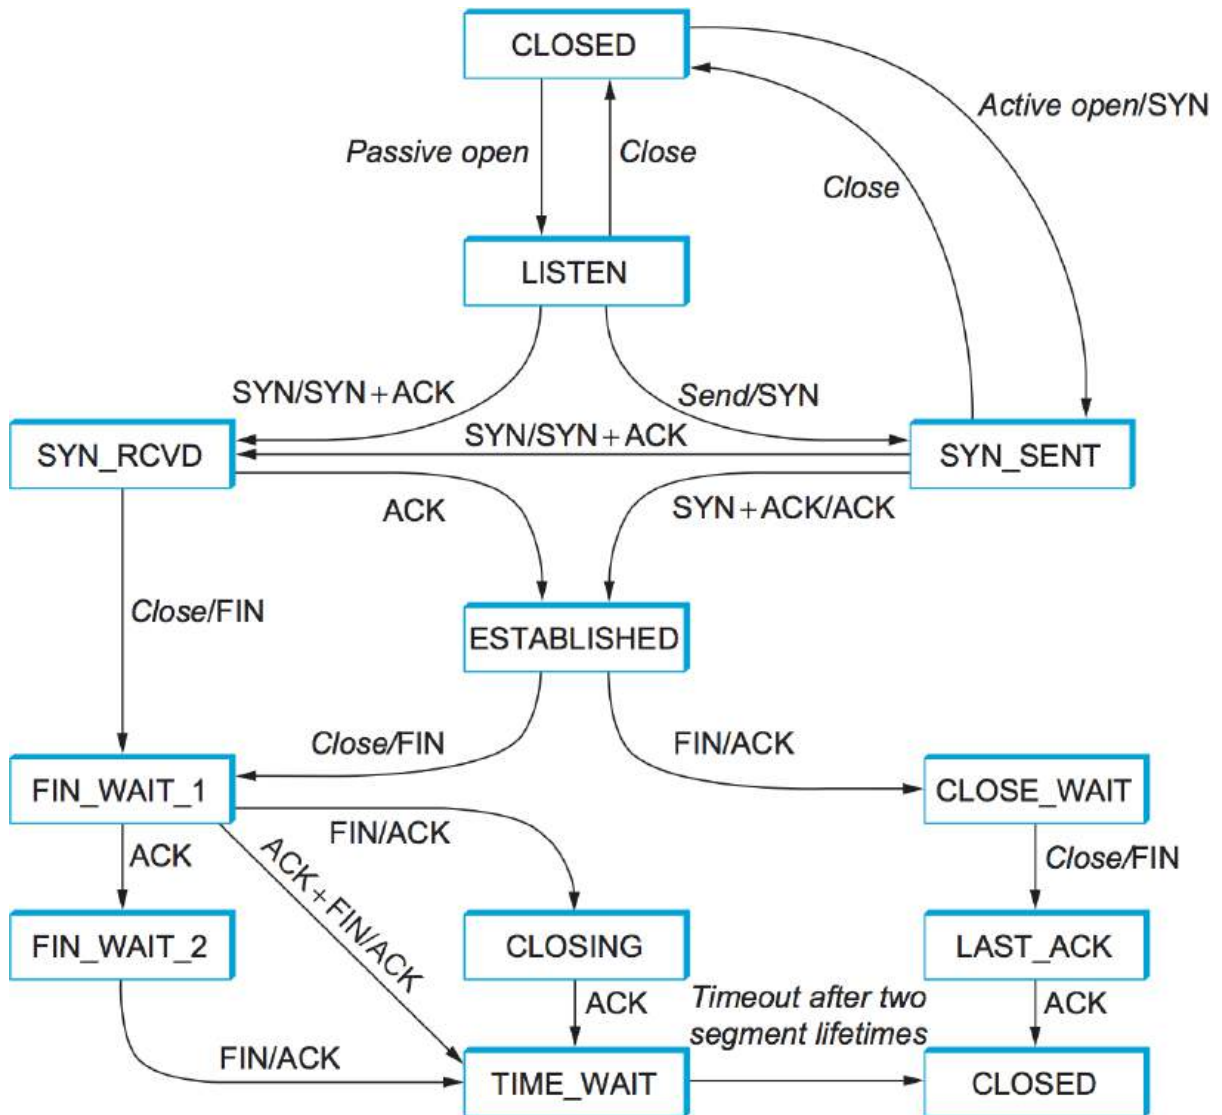 CLOSED
Active open/SYN
Passive open
Close
Close
LISTEN
SYN/SYN+ACK
Send/SYN
SYN/SYN+ACK
SYN_RCVD
SYN_SENT
ACK
SYN+ACK/ACK
Close/FIN
ESTABLISHED
Close/FIN
FIN/ACK
FIN_WAIT_1
CLOSE_WAIT
FIN/ACK
ACK
ACK+FIN/ACK
Close/FIN
FIN_WAIT_2
CLOSING
LAST_ACK
ACK
Timeout after two
segment lifetimes
ACK
FIN/ACK
TIME_WAIT
CLOSED